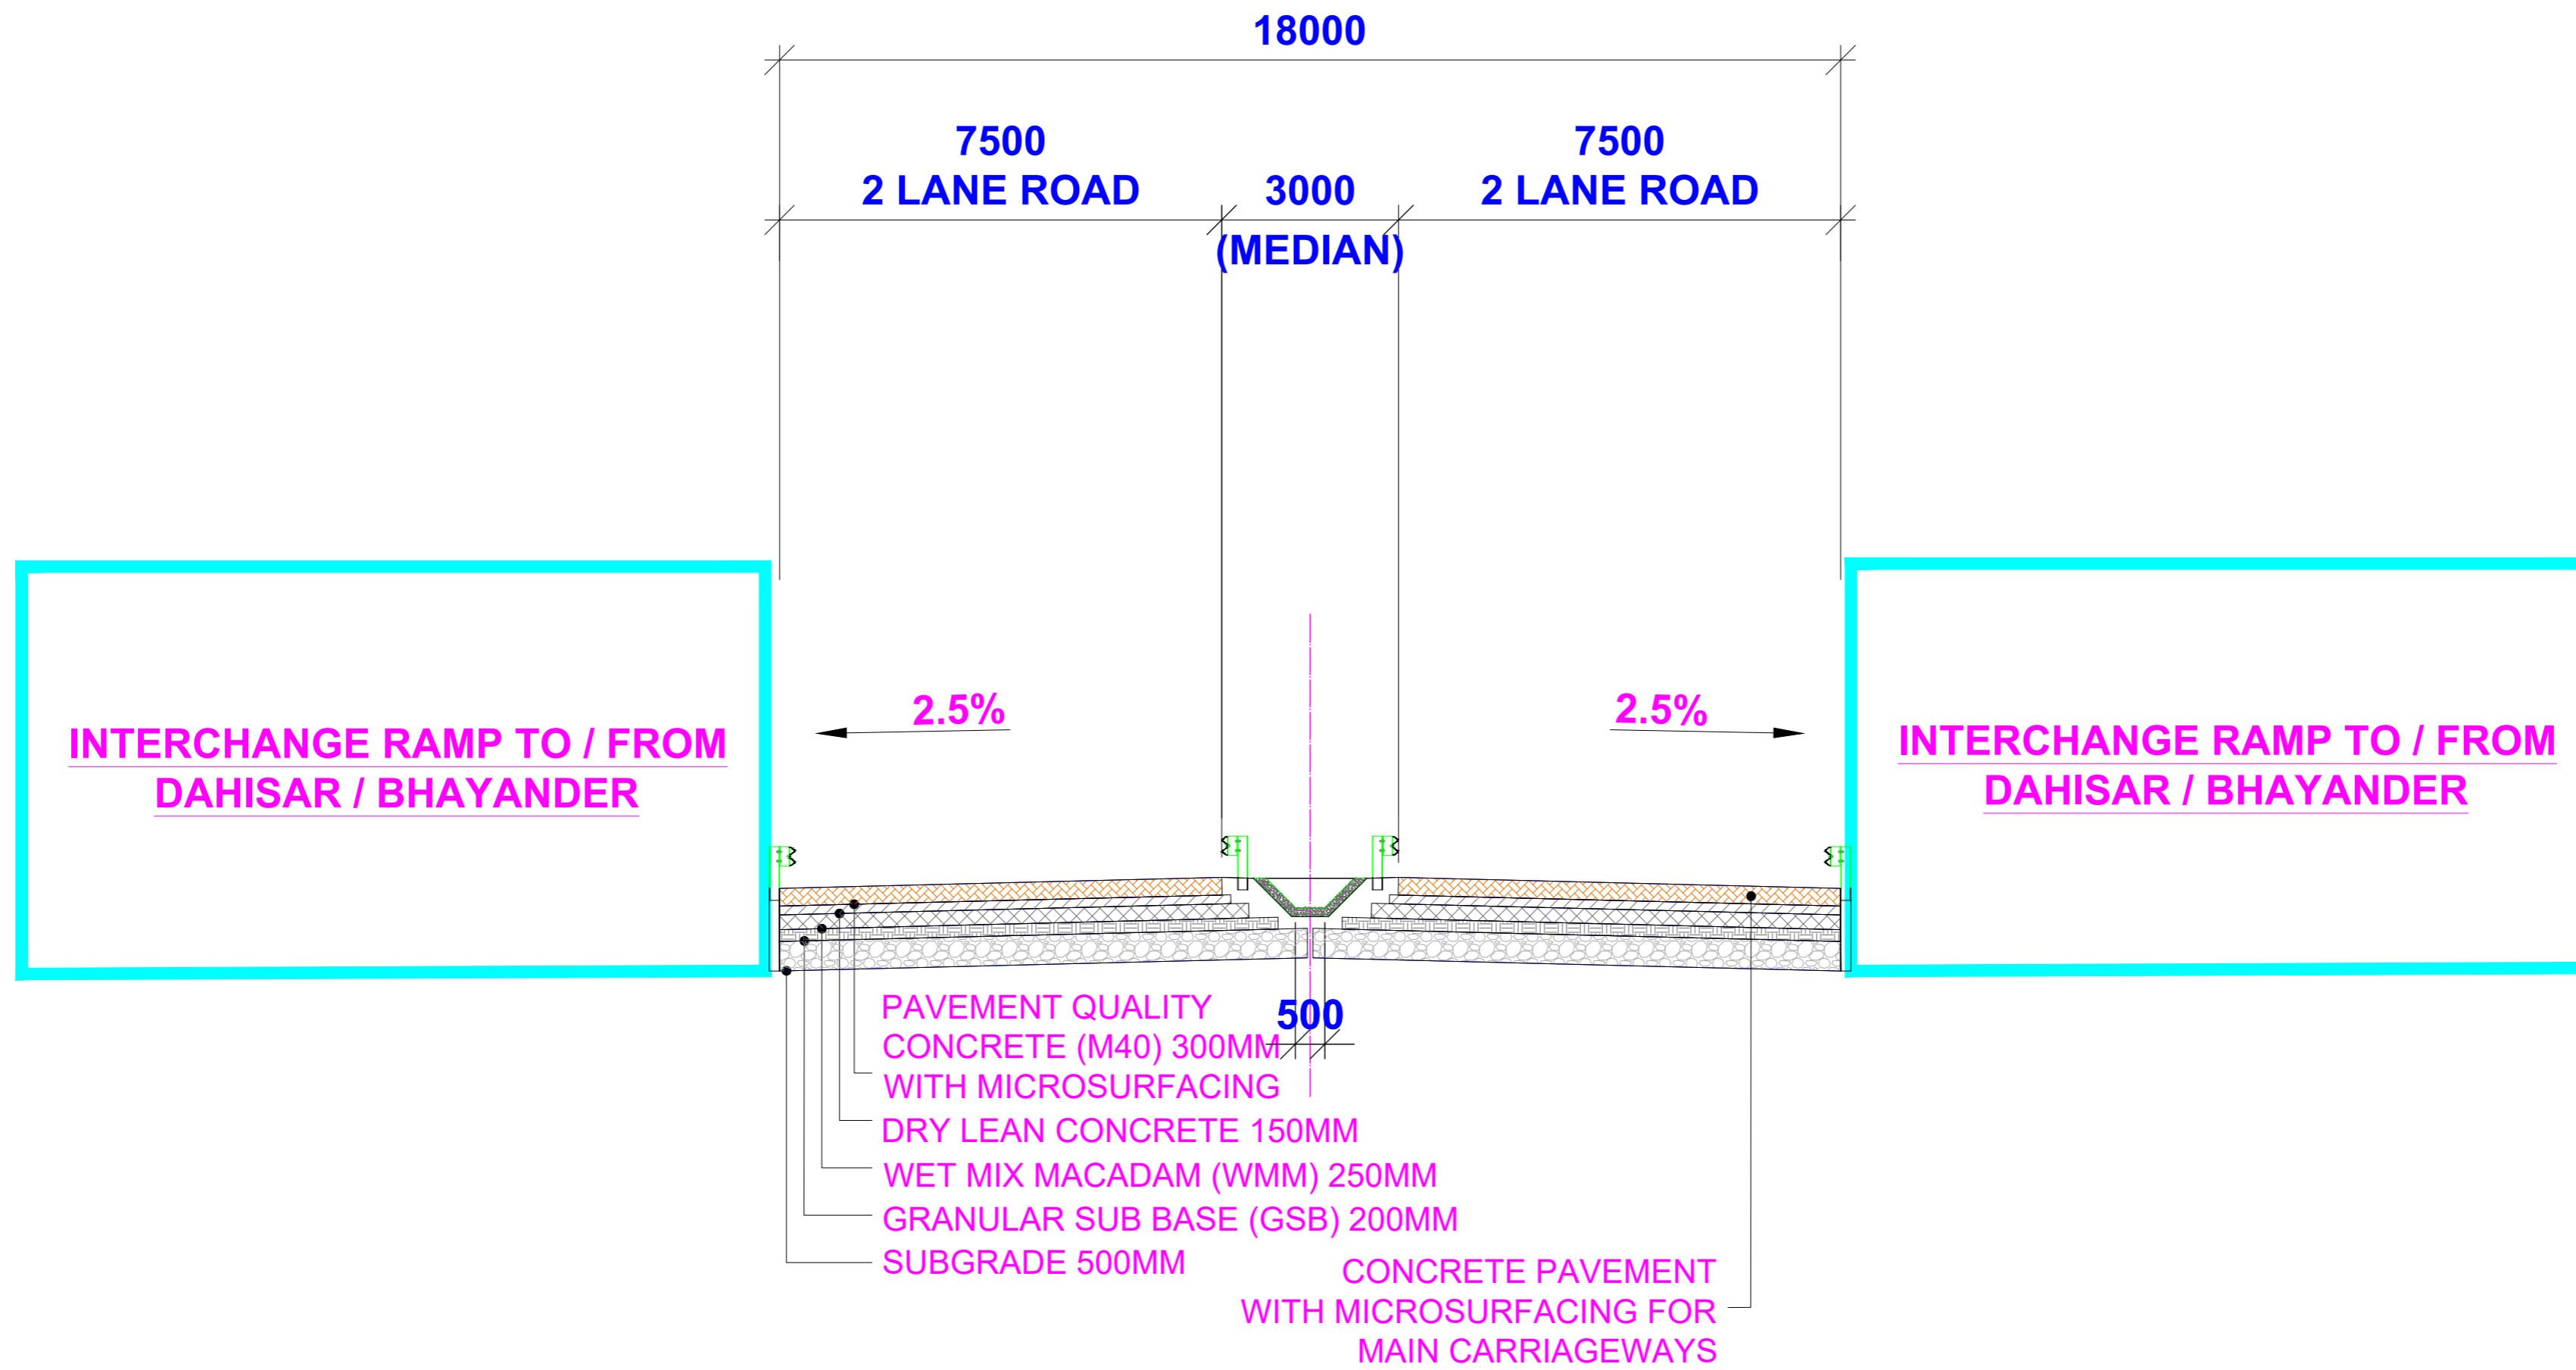 18000
7500
2 LANE ROAD
3000
(MEDIAN)
7500
2 LANE ROAD
2.5%
2.5%
INTERCHANGE RAMP TO / FROM
DAHISAR / BHAYANDER
INTERCHANGE RAMP TO / FROM
DAHISAR / BHAYANDER
500
PAVEMENT QUALITY
CONCRETE (M40) 300MM
WITH MICROSURFACING
DRY LEAN CONCRETE 150MM
WET MIX MACADAM (WMM) 250MM
GRANULAR SUB BASE (GSB) 200MM
SUBGRADE 500MM
CONCRETE PAVEMENT
WITH MICROSURFACING FOR
MAIN CARRIAGEWAYS